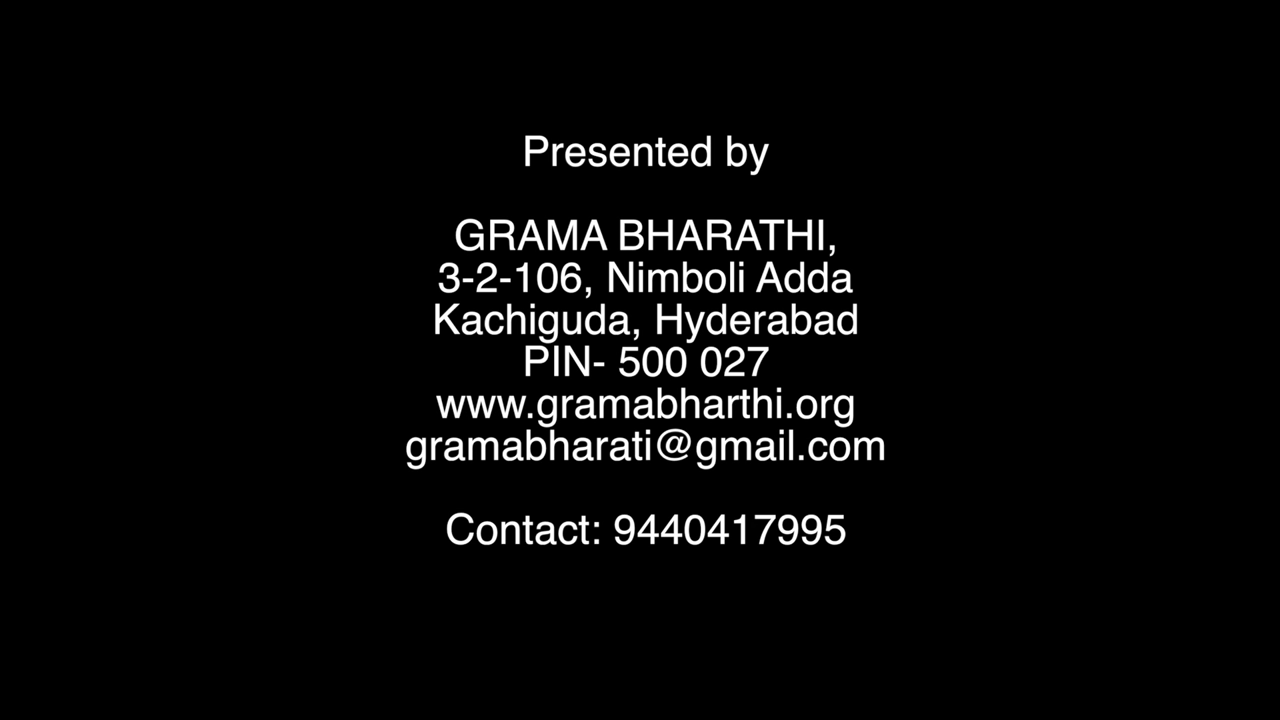 Presented by
GRAMA BHARATHI,
3-2-106, Nimboli Adda
Kachiguda, Hyderabad
PIN- 500 027
www.gramabharthi.org
gramabharati@gmail.com
Contact: 9440417995